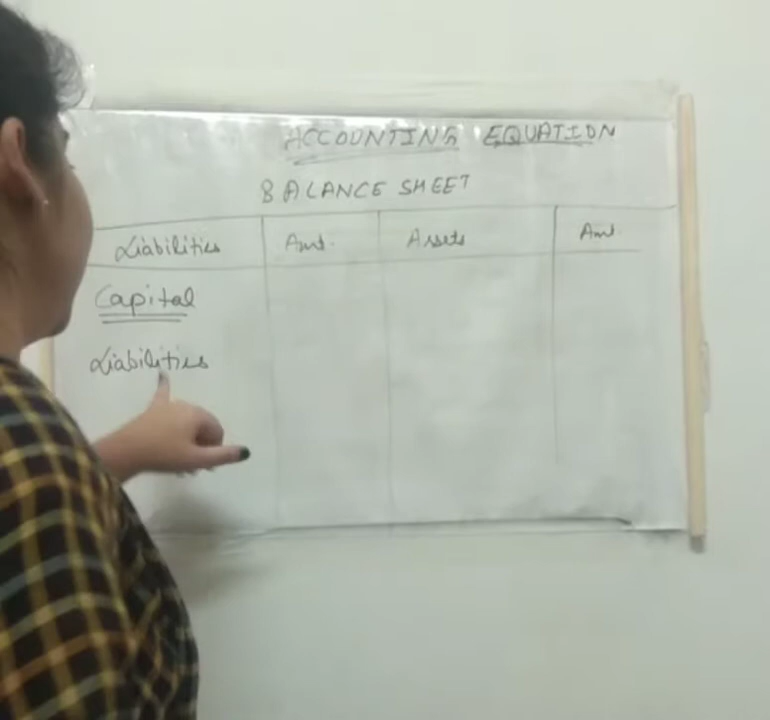 ACCOUNTING EQUATION
BALANCE SHEET
Liabilities Amt. Assets Amt.
Capital
Liabilities